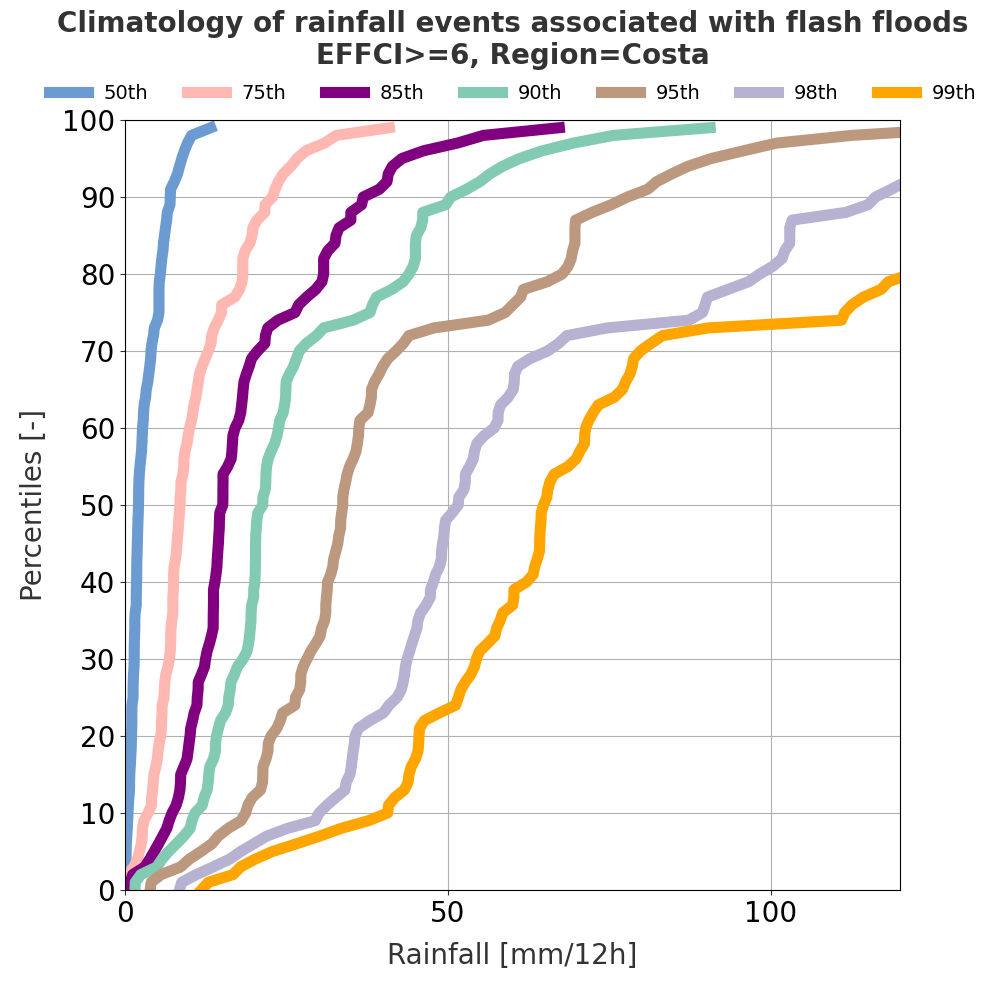 Climatology of rainfall events associated with flash floods
EFFCI>=6, Region=Costa
50th 75th 85th 90th 95th 98th 99th
100
90
80
70
60
50
40
30
20
10
0
Percentiles [-]
0 50 100
Rainfall [mm/12h]